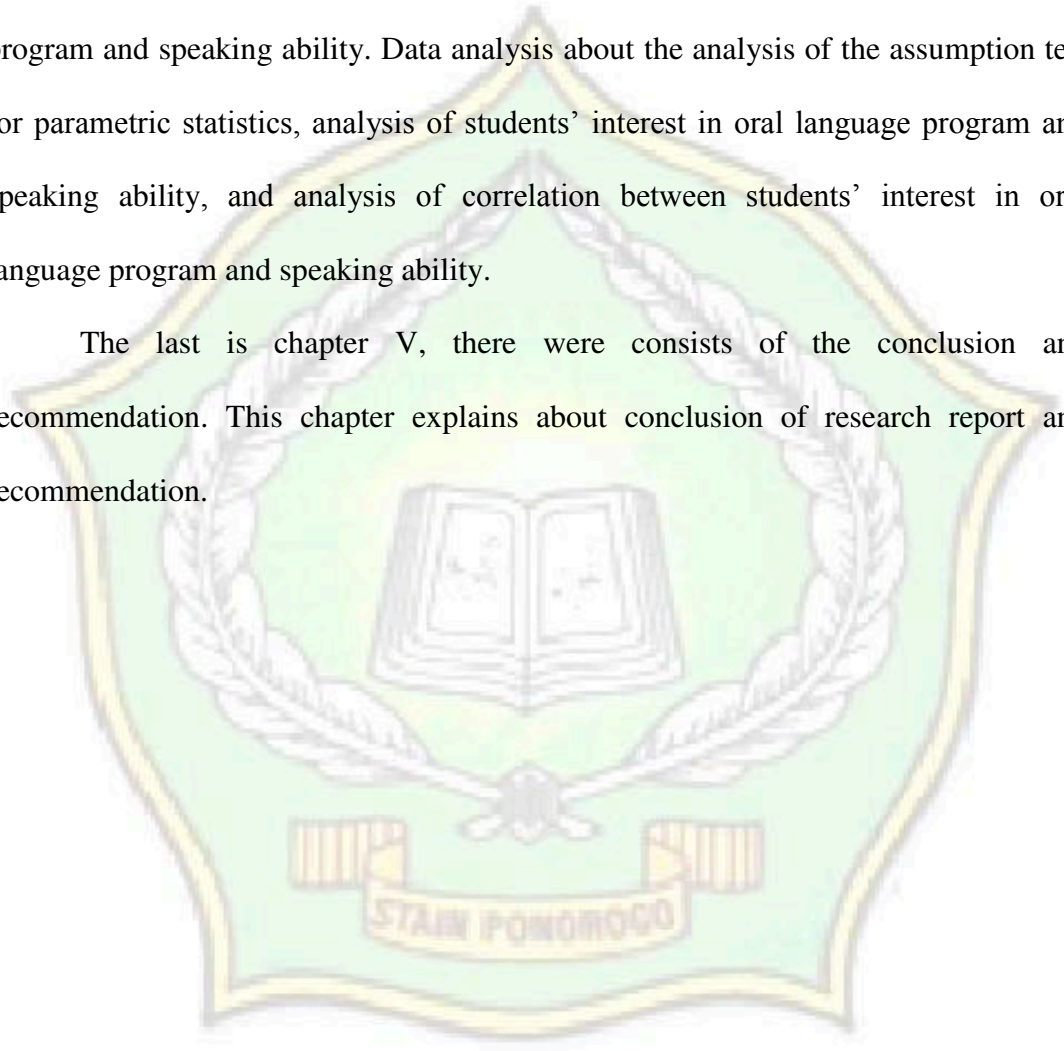 program and speaking ability. Data analysis about the analysis of the assumption te
or parametric statistics, analysis of students’ interest in oral language program an
peaking ability, and analysis of correlation between students’ interest in or
anguage program and speaking ability.
The last is chapter V, there were consists of the conclusion an
ecommendation. This chapter explains about conclusion of research report an
ecommendation.
STAIN PONOROGO